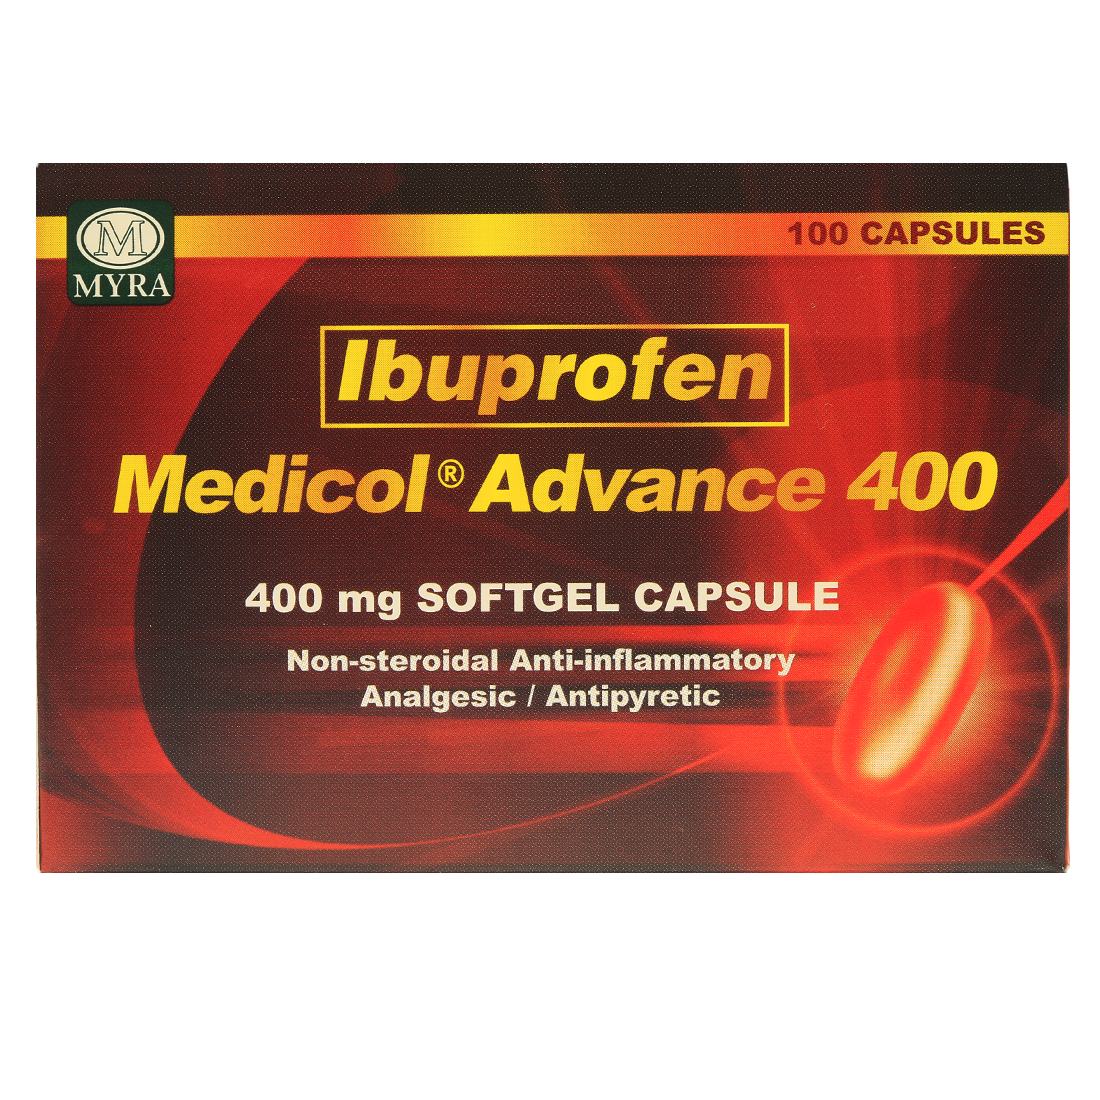 100 CAPSULES
M
MYRA
Ibuprofen
Medicol® Advance 400
400 mg SOFTGEL CAPSULE
Non-steroidal Anti-inflammatory
Analgesic / Antipyretic